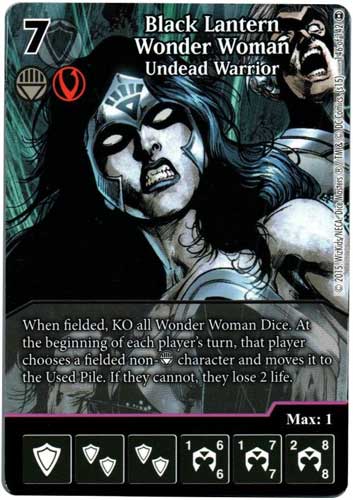 7
Black Lantern
Wonder Woman
Undead Warrior
© 2015 WizKids/NECA. Dice Masters & © DC Comics (s15)
When fielded, KO all Wonder Woman Dice. At
the beginning of each player's turn, that player
chooses a fielded non- character and moves it to
the Used Pile. If they cannot, they lose 2 life.
Max: 1
1 6 1 7 2 8
6 7 8